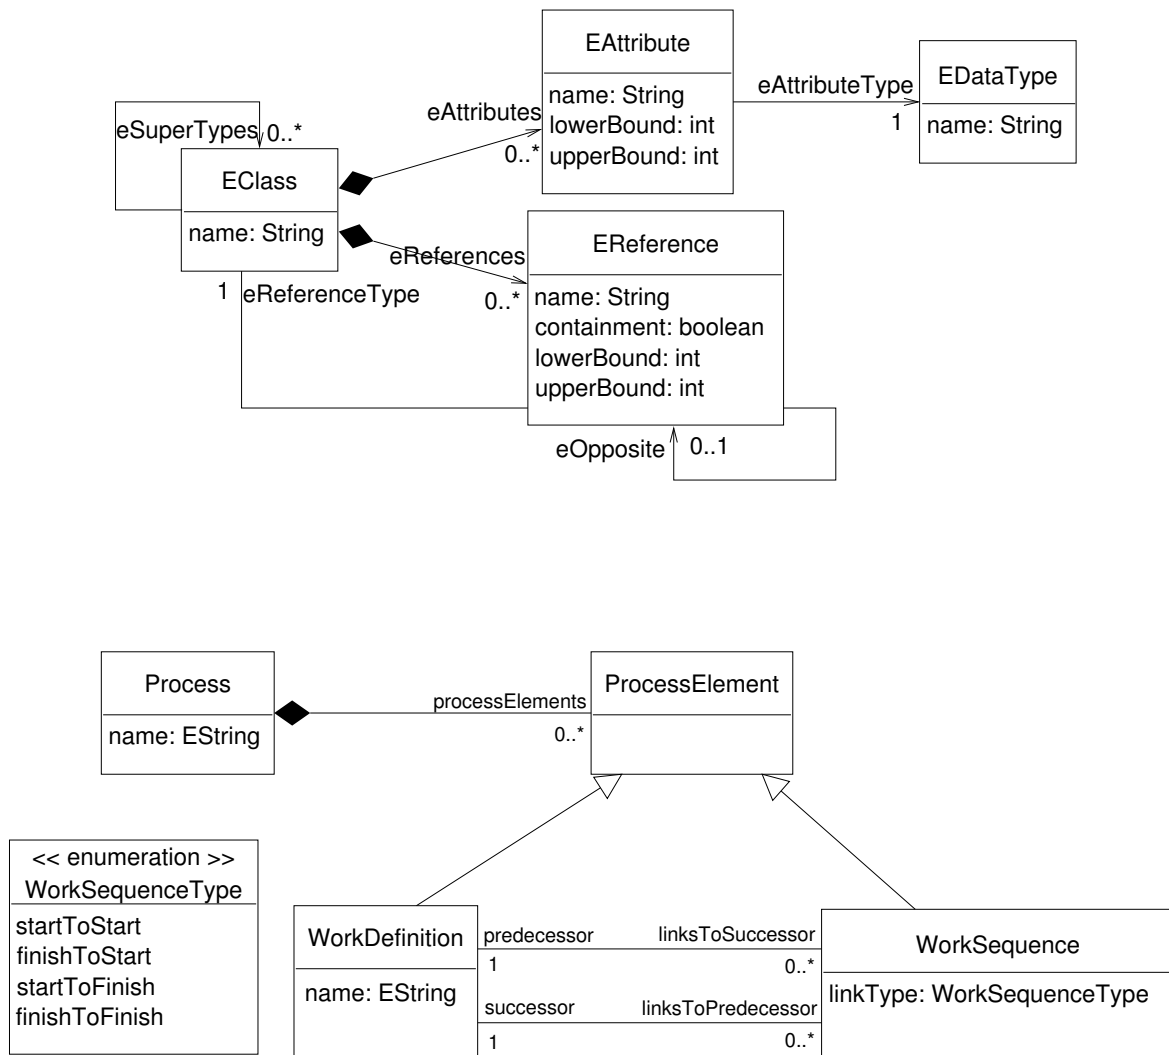 EAttribute
name: String
lowerBound: int
upperBound: int
eAttributeType
1
EDataType
name: String
eSuperTypes
0..*
eAttributes
0..*
EClass
name: String
eReferences
0..*
1
eReferenceType
EReference
name: String
containment: boolean
lowerBound: int
upperBound: int
eOpposite
0..1
Process
name: EString
processElements
0..*
ProcessElement
<< enumeration >>
WorkSequenceType
startToStart
finishToStart
startToFinish
finishToFinish
WorkDefinition
name: EString
predecessor
1
linksToSuccessor
0..*
successor
1
linksToPredecessor
0..*
WorkSequence
linkType: WorkSequenceType